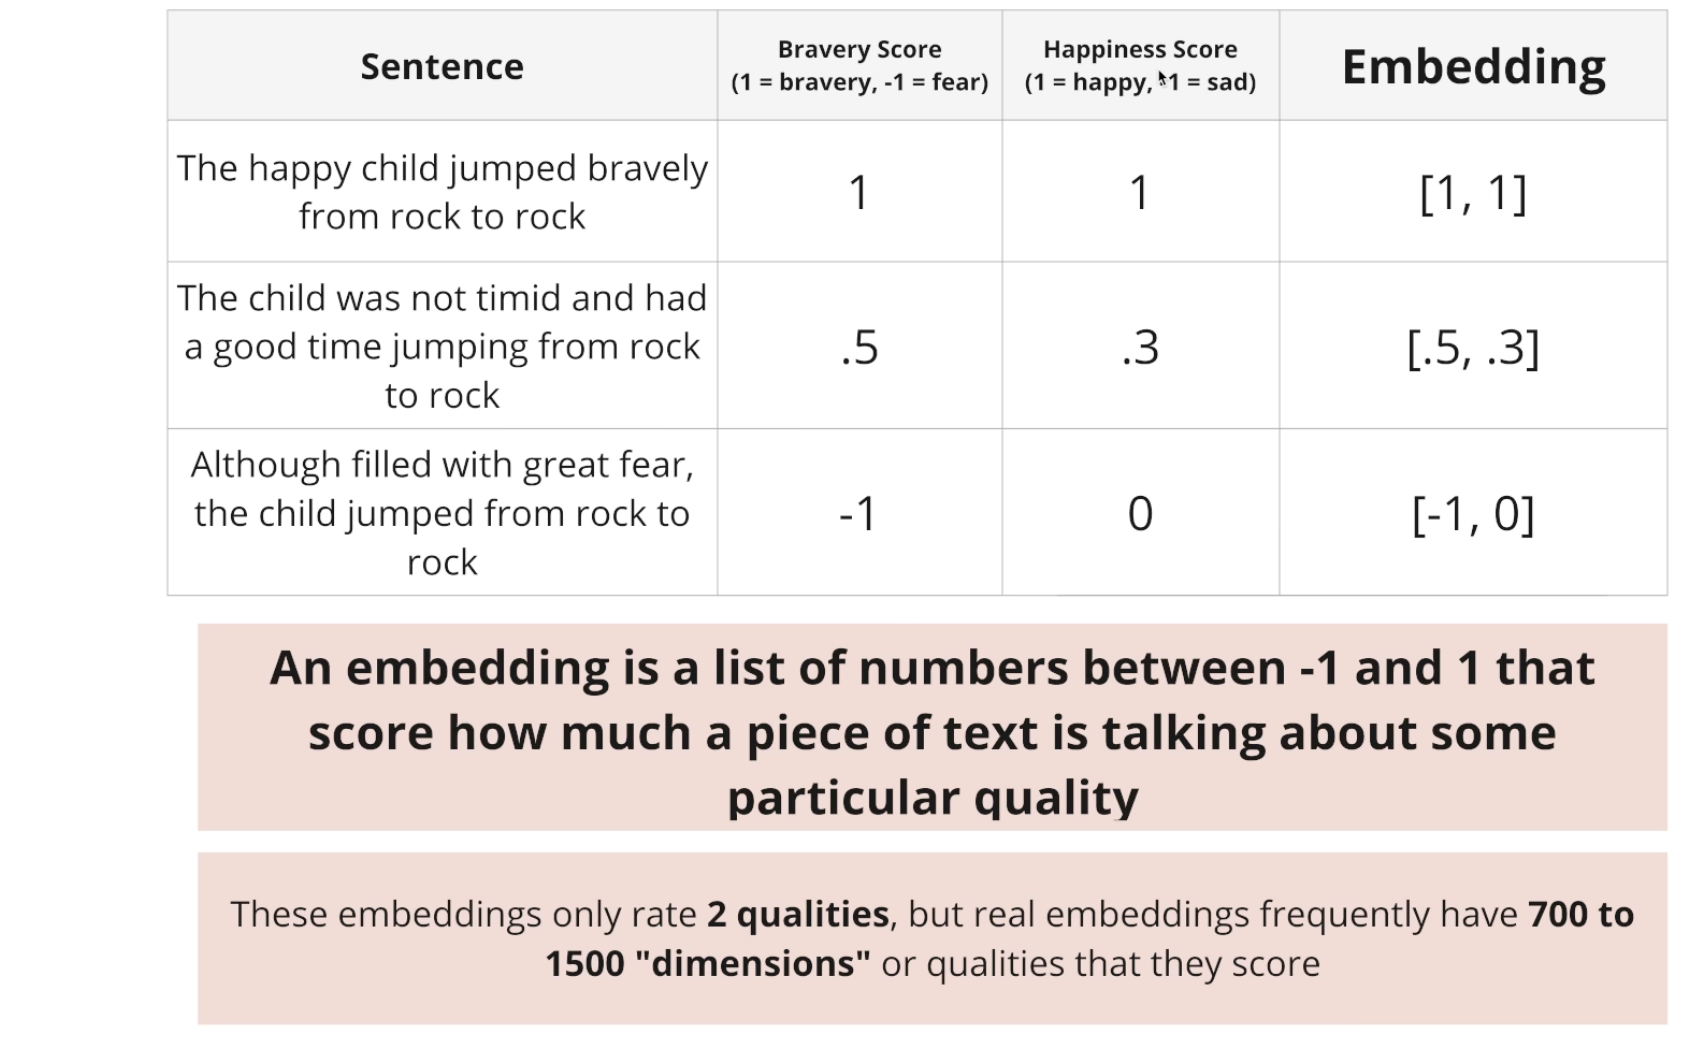 Sentence
Bravery Score
(1 = bravery, -1 = fear)
Happiness Score
(1 = happy, -1 = sad)
Embedding
The happy child jumped bravely
from rock to rock
1
1
[1, 1]
The child was not timid and had
a good time jumping from rock
to rock
.5
.3
[.5, .3]
Although filled with great fear,
the child jumped from rock to
rock
-1
0
[-1, 0]
An embedding is a list of numbers between -1 and 1 that
score how much a piece of text is talking about some
particular quality
These embeddings only rate 2 qualities, but real embeddings frequently have 700 to
1500 "dimensions" or qualities that they score